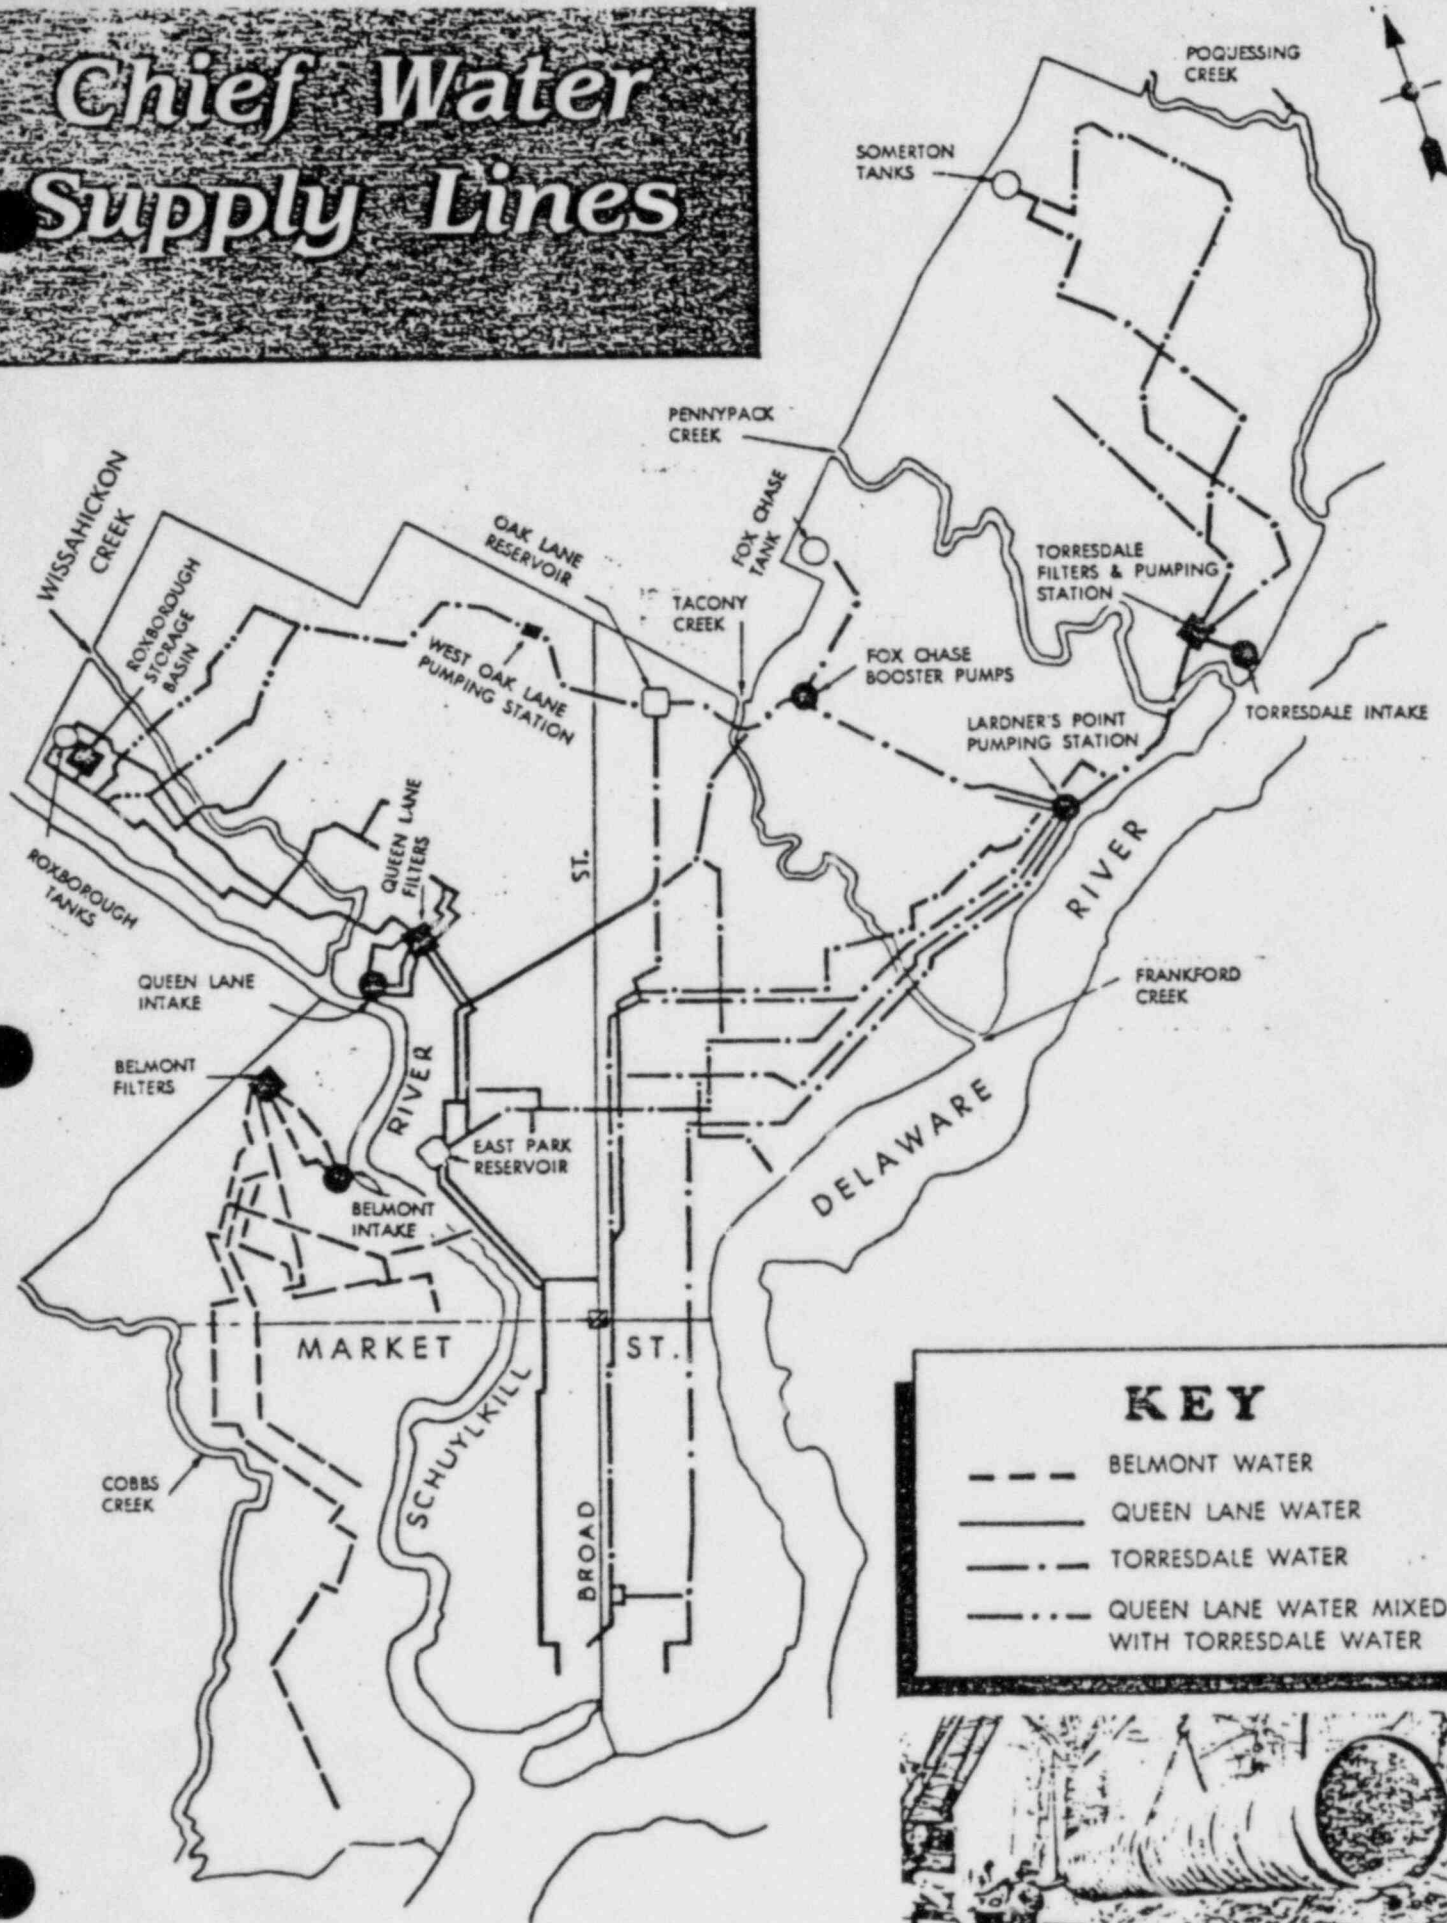 Chief Water
Supply Lines
POQUESSING
CREEK
SOMERTON
TANKS
PENNYPACK
CREEK
WISSAHICKON
CREEK
ROXBOROUGH
STORAGE
BASIN
OAK LANE
RESERVOIR
FOX CHASE
TANK
TORRESDALE
FILTERS & PUMPING
STATION
TACONY
CREEK
WEST OAK LANE
PUMPING STATION
FOX CHASE
BOOSTER PUMPS
TORRESDALE INTAKE
LARDNER'S POINT
PUMPING STATION
QUEEN LANE
FILTERS
ROXBOROUGH
TANKS
ST.
RIVER
QUEEN LANE
INTAKE
FRANKFORD
CREEK
BELMONT
FILTERS
RIVER
EAST PARK
RESERVOIR
DELAWARE
BELMONT
INTAKE
MARKET ST.
SCHUYLKILL
COBBS
CREEK
BROAD
KEY
BELMONT WATER
QUEEN LANE WATER
TORRESDALE WATER
QUEEN LANE WATER MIXED
WITH TORRESDALE WATER